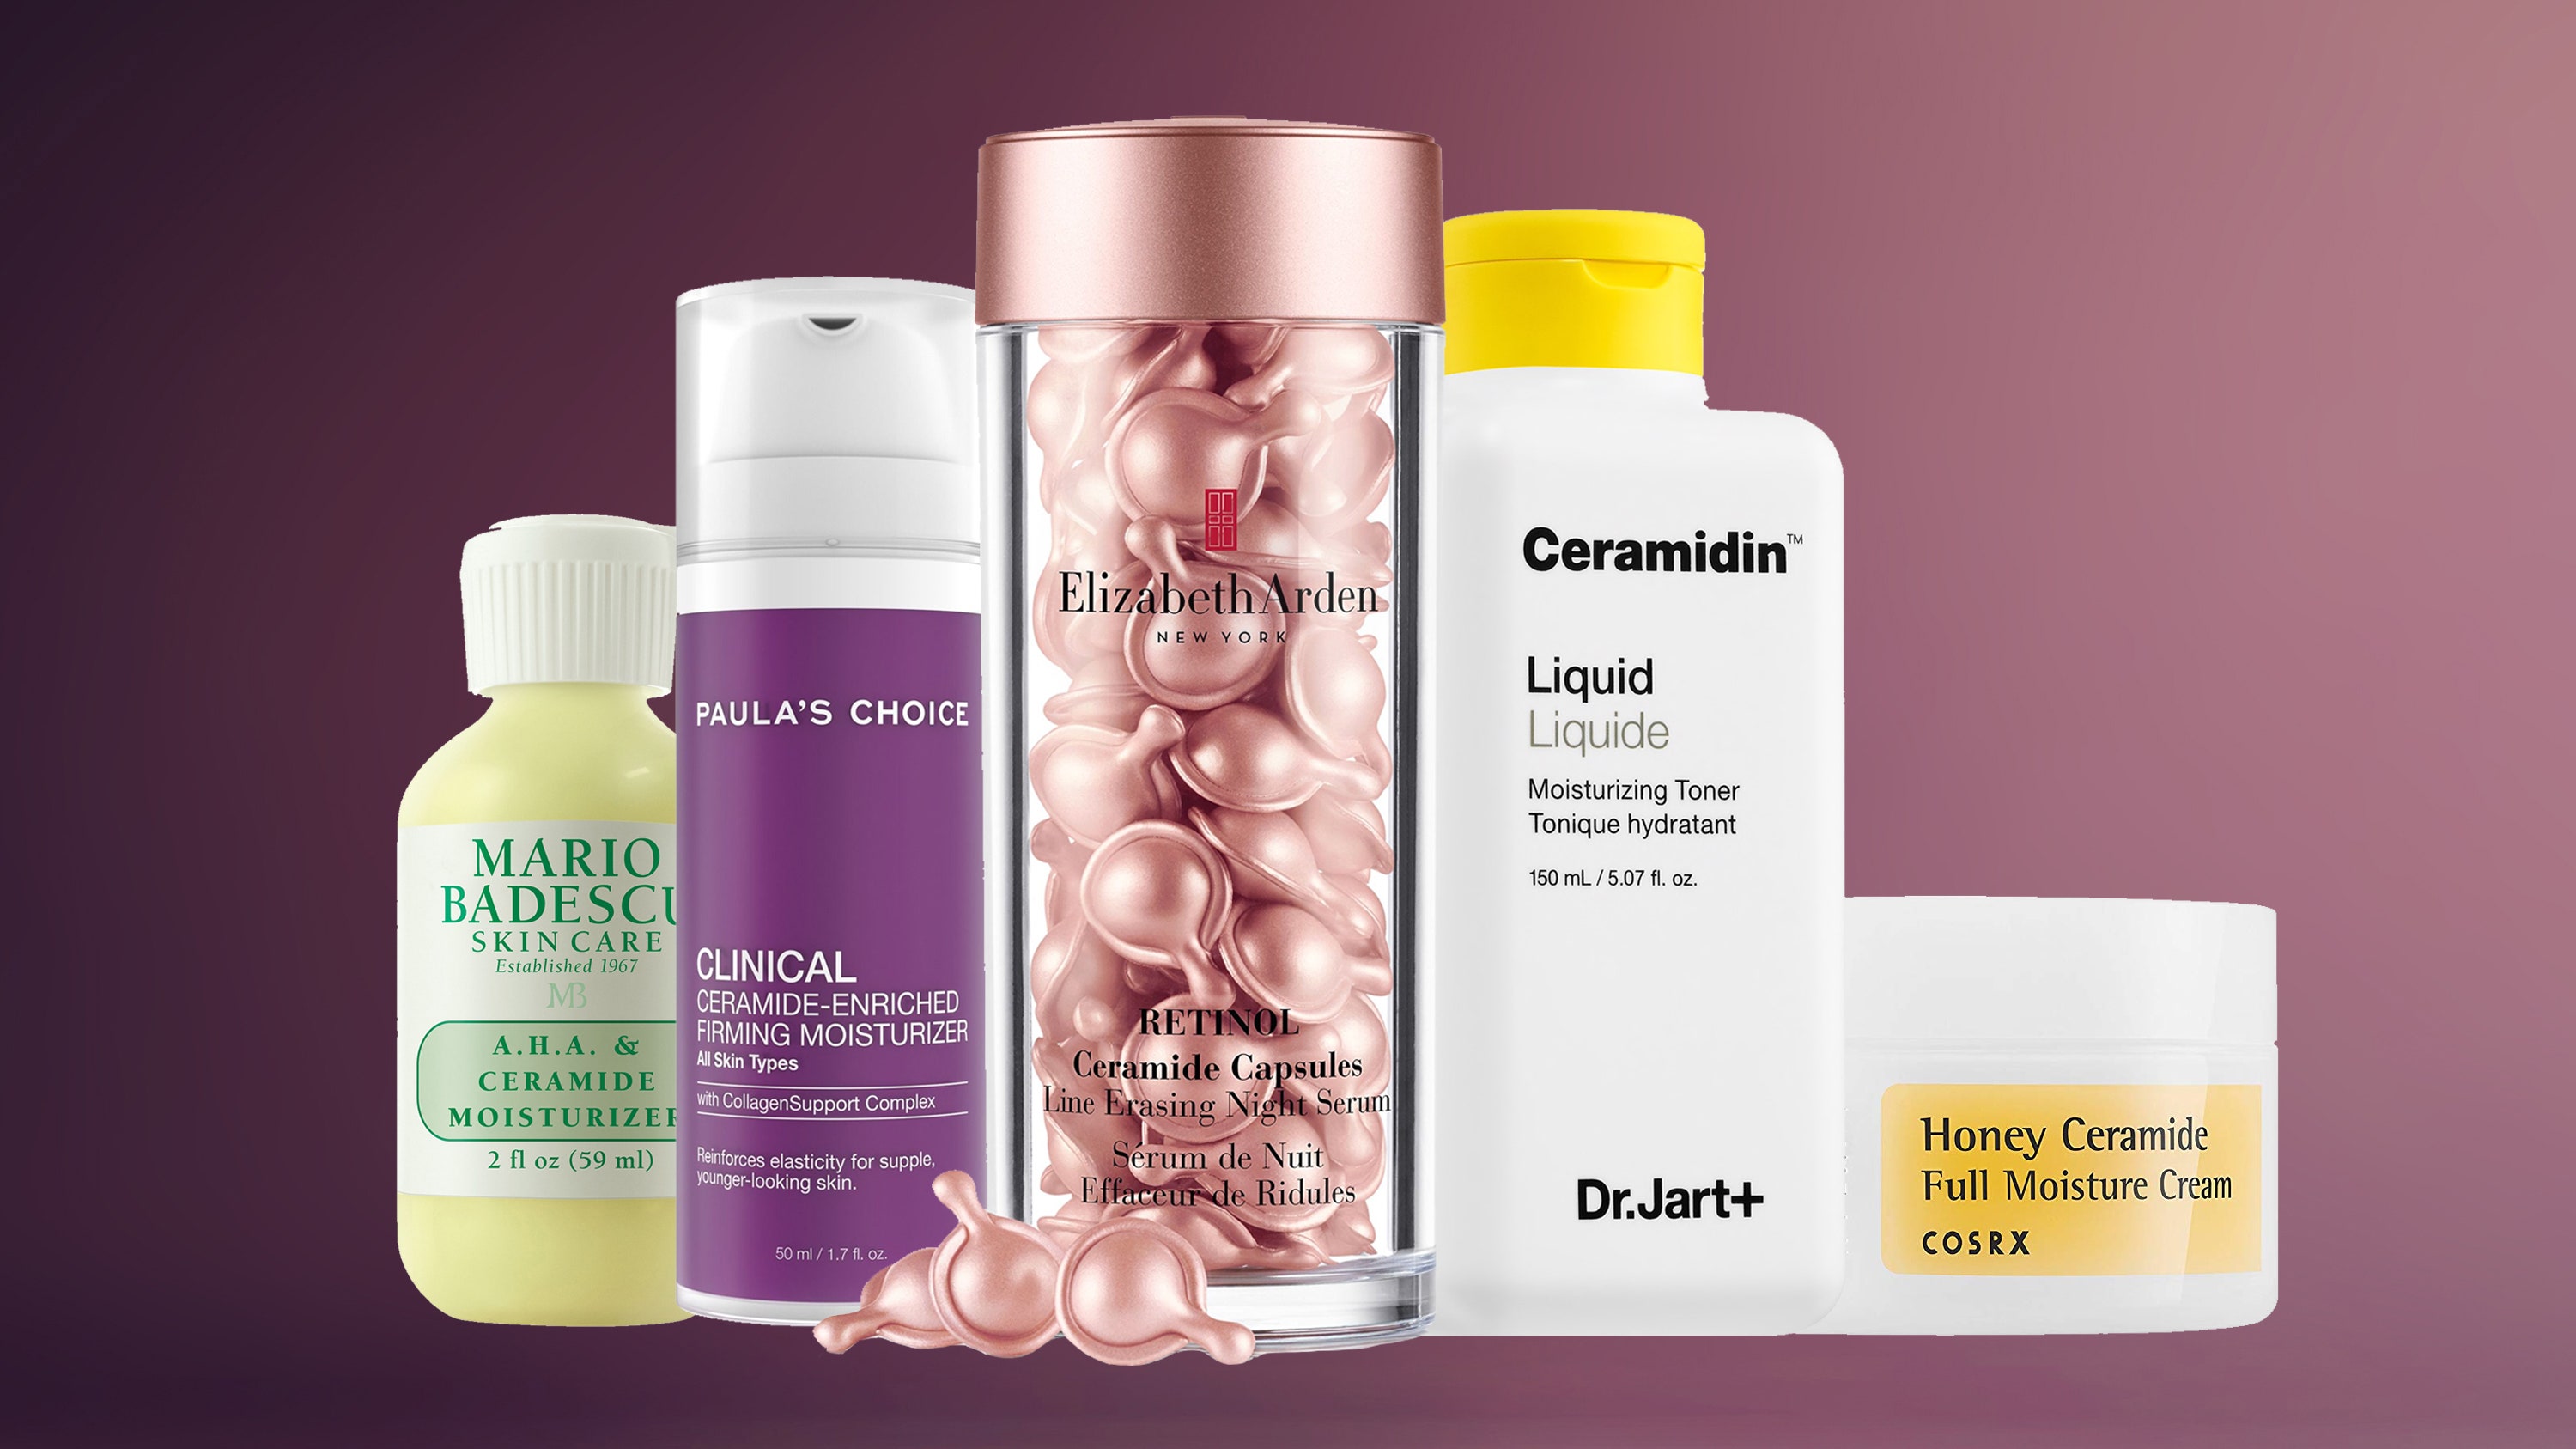 MARIO
BADESCU
SKIN CARE
Established 1967
MB
A.H.A. &
CERAMIDE
MOISTURIZER
2 fl oz (59 ml)
PAULA'S CHOICE
CLINICAL
CERAMIDE-ENRICHED
FIRMING MOISTURIZER
All Skin Types
with CollagenSupport Complex
Reinforces elasticity for supple,
younger-looking skin.
50 ml / 1.7 fl. oz.
Elizabeth Arden
NEW YORK
RETINOL
Ceramide Capsules
Line Erasing Night Serum
Sérum de Nuit
Effaceur de Ridules
Ceramidin™
Liquid
Liquide
Moisturizing Toner
Tonique hydratant
150 mL / 5.07 fl. oz.
Dr.Jart+
Honey Ceramide
Full Moisture Cream
COSRX